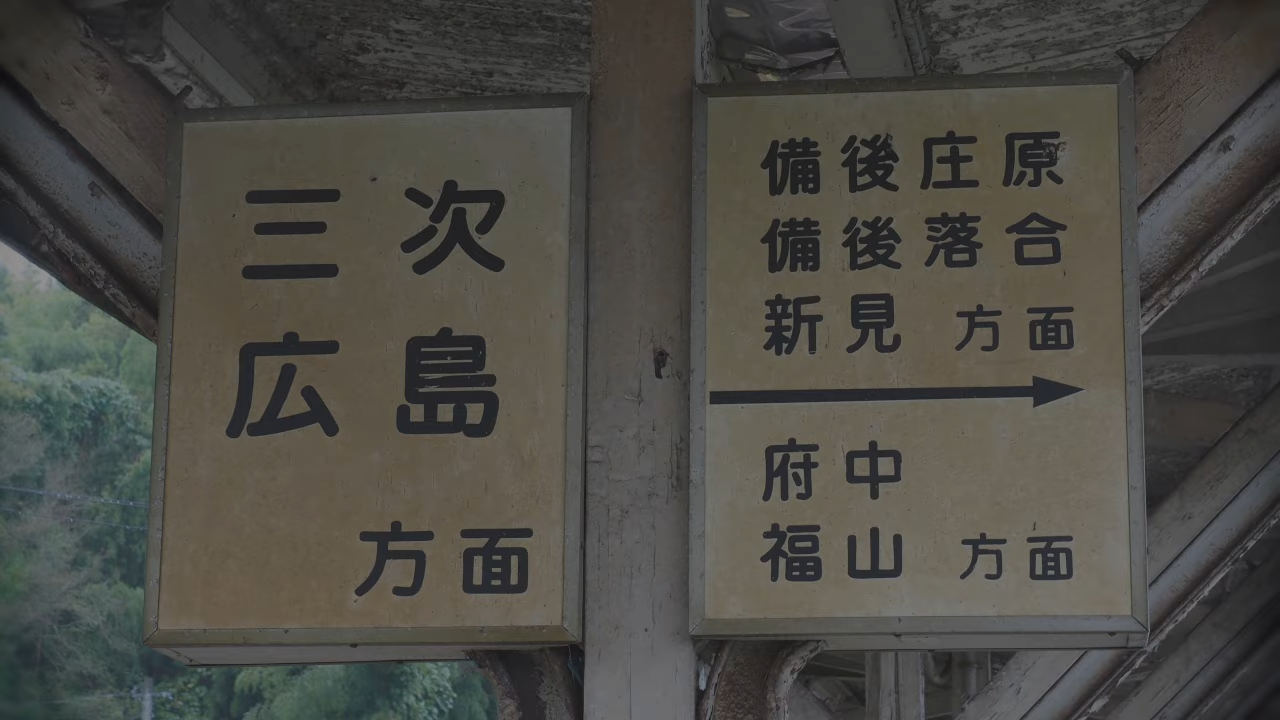 三次
広島
方面
備後庄原
備後落合
新見 方面
府中
福山 方面